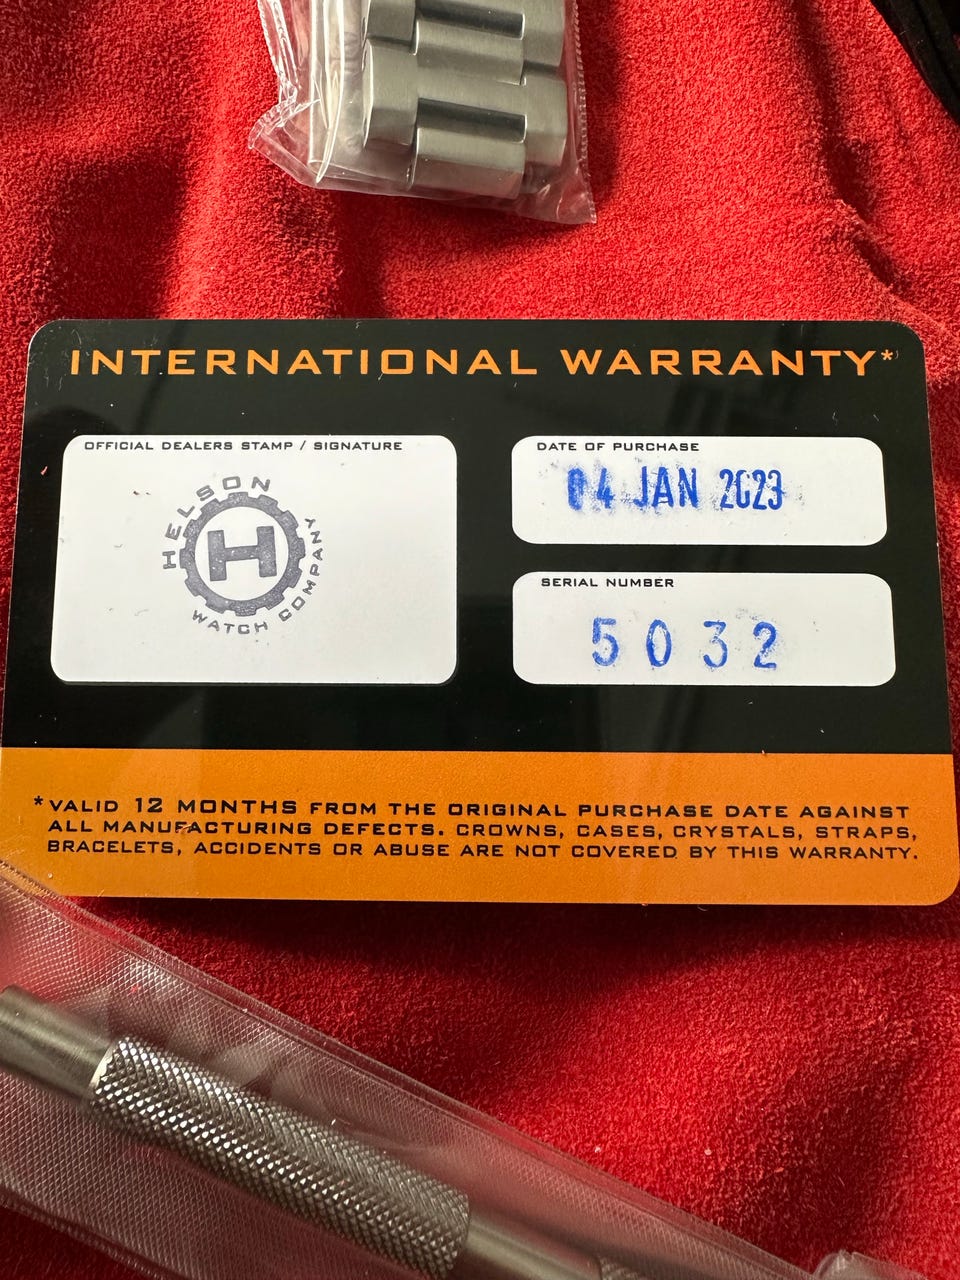 INTERNATIONAL WARRANTY*
OFFICIAL DEALERS STAMP / SIGNATURE
HELSON
H
WATCH COMPANY
DATE OF PURCHASE
04 JAN 2023
SERIAL NUMBER
5032
*VALID 12 MONTHS FROM THE ORIGINAL PURCHASE DATE AGAINST
ALL MANUFACTURING DEFECTS. CROWNS, CASES, CRYSTALS, STRAPS,
BRACELETS, ACCIDENTS OR ABUSE ARE NOT COVERED BY THIS WARRANTY.